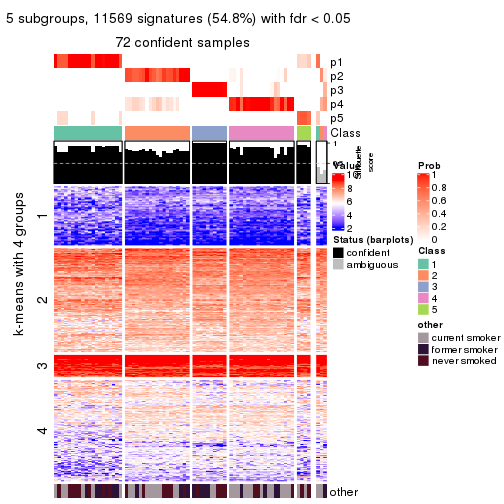 5 subgroups, 11569 signatures (54.8%) with fdr < 0.05
72 confident samples
p1
p2
p3
p4
p5
Class
1
Silhouette
score
k-means with 4 groups
1
2
3
4
Value
10
8
6
4
2
Status (barplots)
confident
ambiguous
Prob
1
0.8
0.6
0.4
0.2
0
Class
1
2
3
4
5
other
current smoker
former smoker
never smoked
other